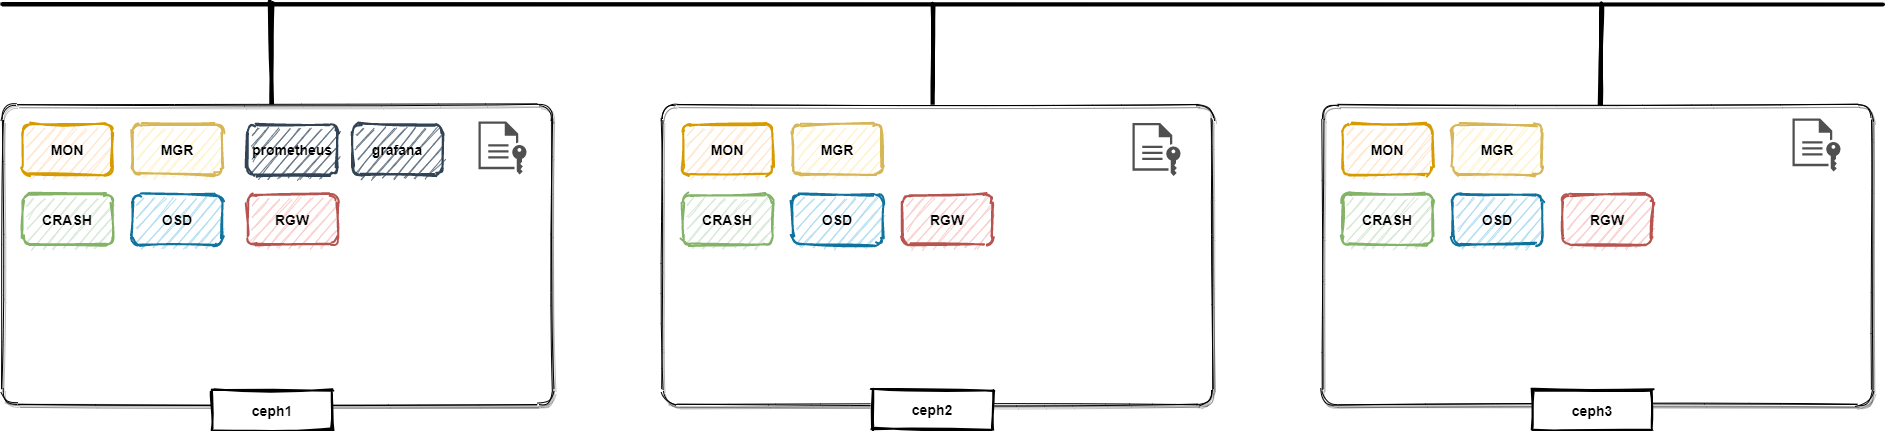 MON MGR prometheus grafana
CRASH OSD RGW
ceph1
MON MGR
CRASH OSD RGW
ceph2
MON MGR
CRASH OSD RGW
ceph3